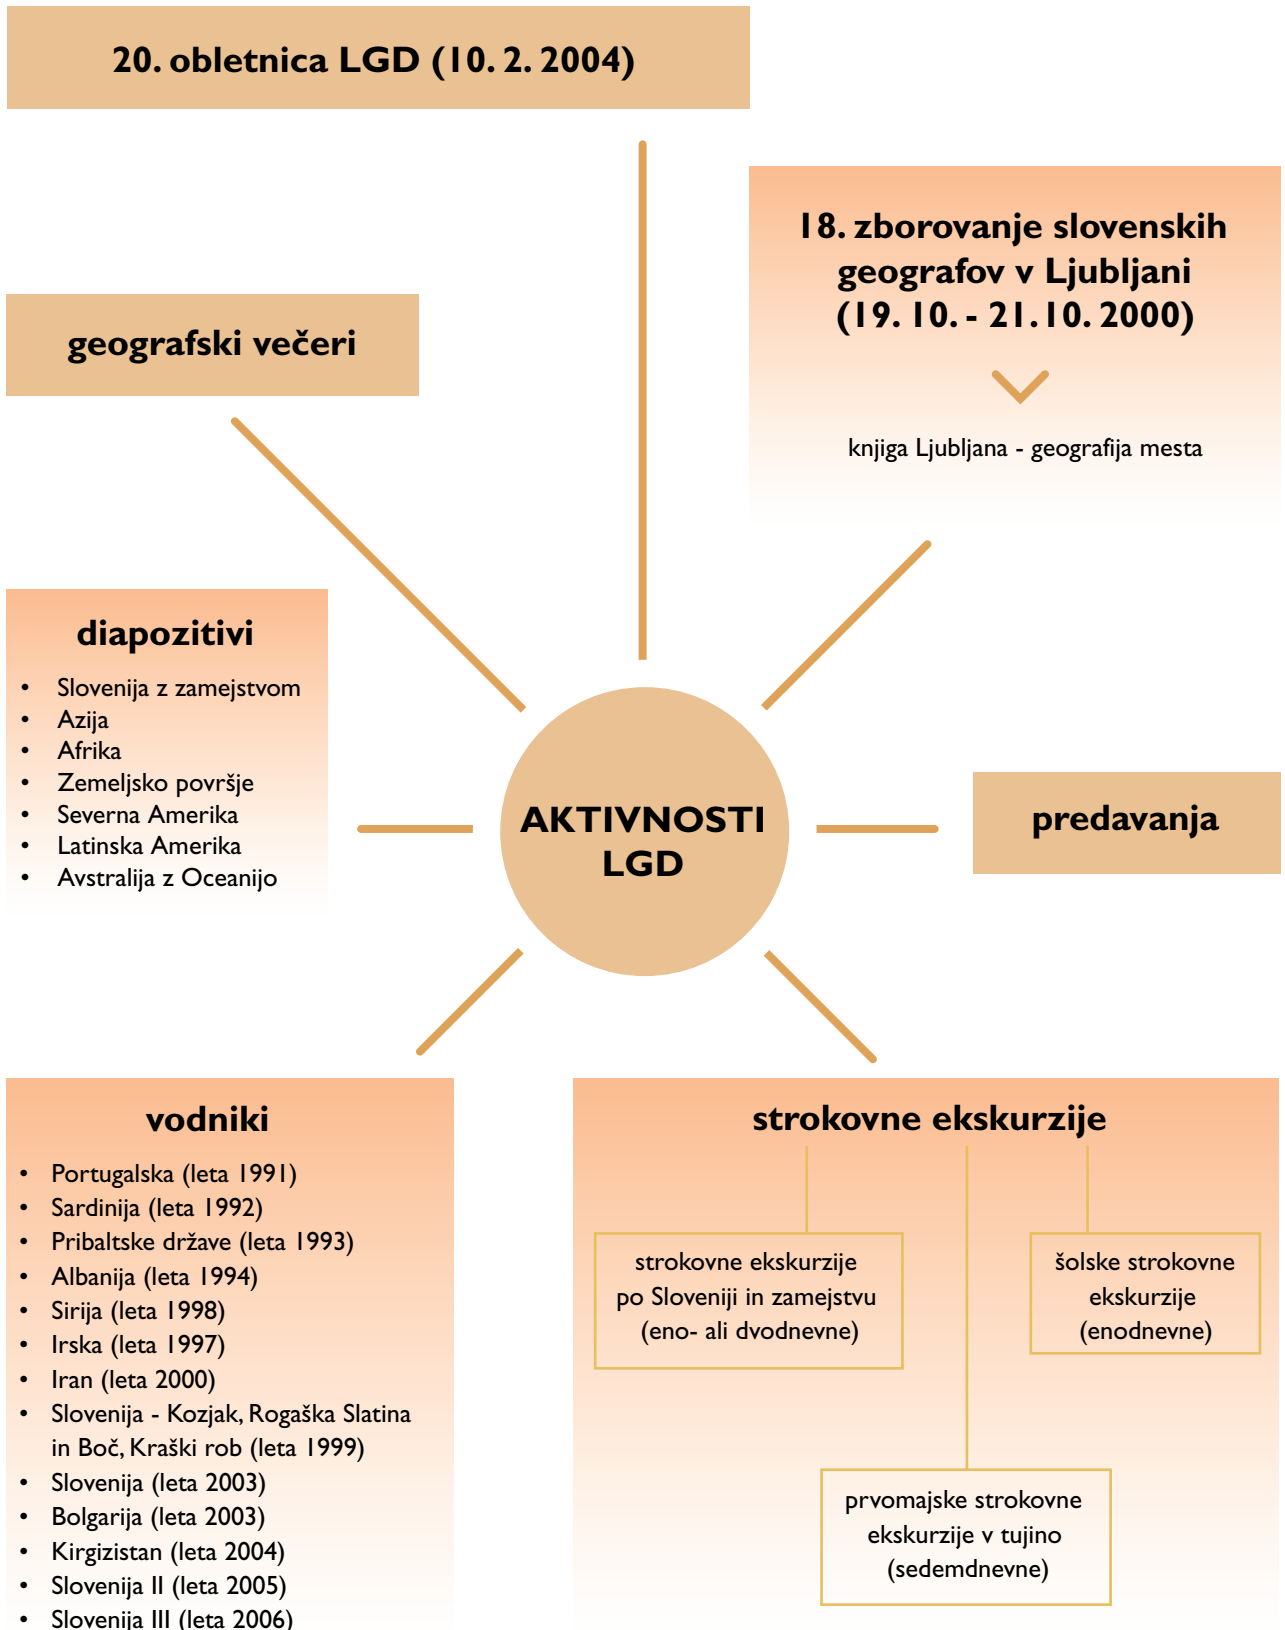 20. obletnica LGD (10. 2. 2004)
18. zborovanje slovenskih
geografov v Ljubljani
(19. 10. - 21. 10. 2000)
knjiga Ljubljana - geografija mesta
geografski večeri
diapozitivi
• Slovenija z zamejstvom
• Azija
• Afrika
• Zemeljsko površje
• Severna Amerika
• Latinska Amerika
• Avstralija z Oceanijo
AKTIVNOSTI
LGD
predavanja
vodniki
• Portugalska (leta 1991)
• Sardinija (leta 1992)
• Pribaltske države (leta 1993)
• Albanija (leta 1994)
• Sirija (leta 1998)
• Irska (leta 1997)
• Iran (leta 2000)
• Slovenija - Kozjak, Rogaška Slatina
in Boč, Kraški rob (leta 1999)
• Slovenija (leta 2003)
• Bolgarija (leta 2003)
• Kirgizistan (leta 2004)
• Slovenija II (leta 2005)
• Slovenija III (leta 2006)
strokovne ekskurzije
strokovne ekskurzije
po Sloveniji in zamejstvu
(eno- ali dvodnevne)
šolske strokovne
ekskurzije
(enodnevne)
prvomajske strokovne
ekskurzije v tujino
(sedemdnevne)